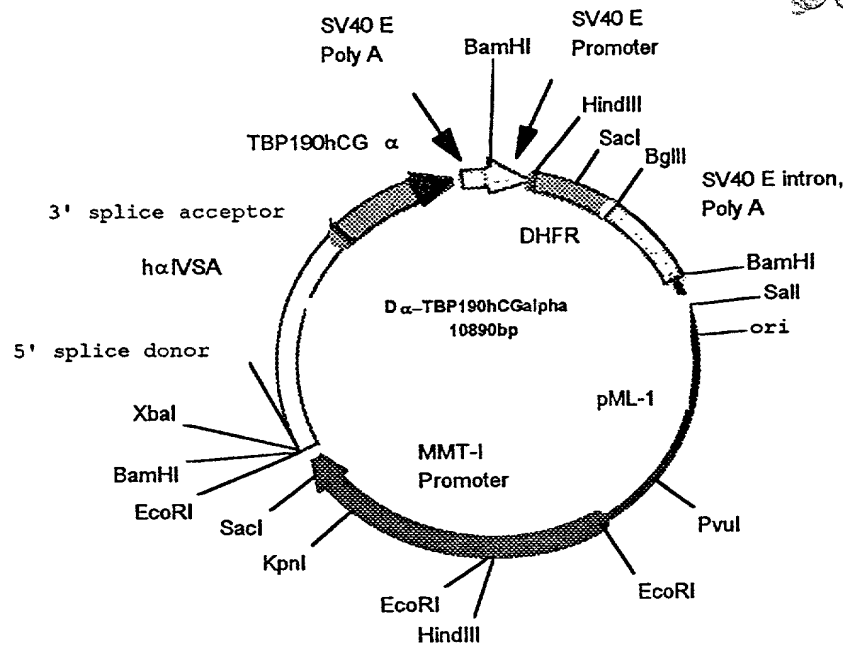 SV40 E
Poly A
BamHI
SV40 E
Promoter
HindIII
SacI
BglII
TBP190hCG α
SV40 E intron,
Poly A
3' splice acceptor
DHFR
hαIVSA
BamHI
SalI
Dα–TBP190hCGalpha
10890bp
ori
5' splice donor
pML-1
XbaI
MMT-I
Promoter
BamHI
EcoRI
SacI
PvuI
KpnI
EcoRI
EcoRI
HindIII